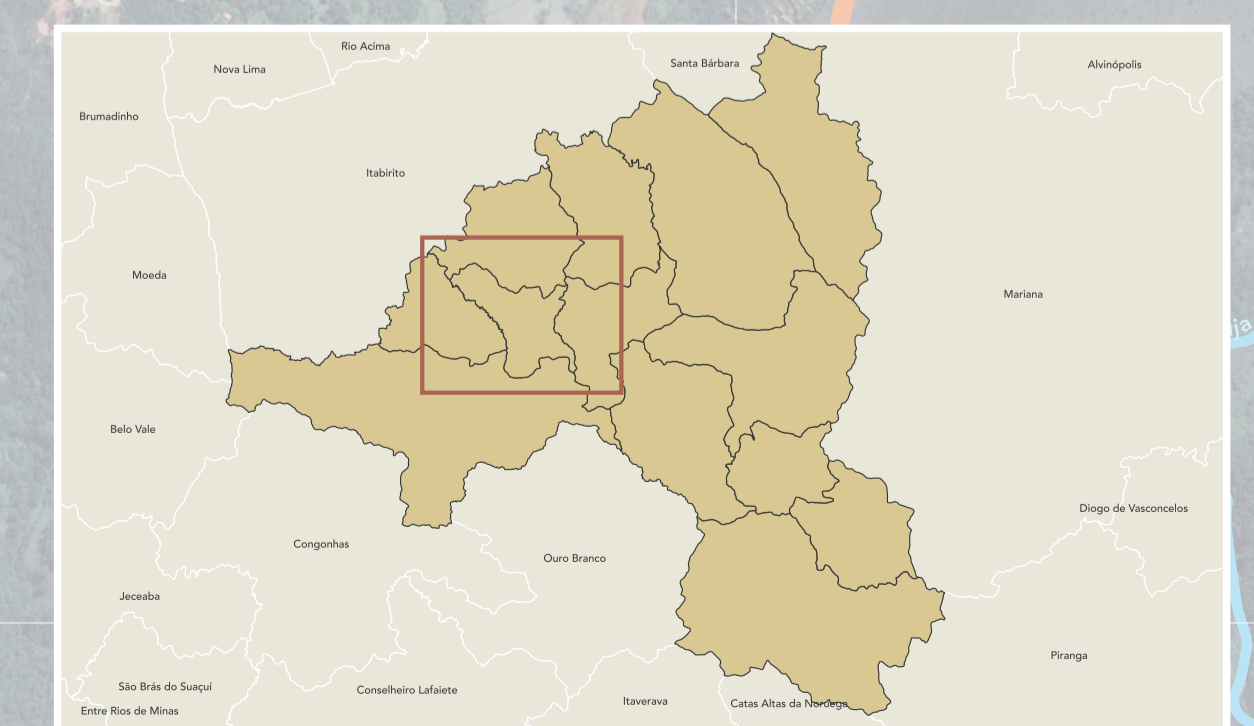 Rio Acima
Santa Bárbara
Alvinópolis
Nova Lima
Brumadinho
Itabirito
Moeda
Mariana
Belo Vale
Diogo de Vasconcelos
Congonhas
Ouro Branco
Jeceaba
Piranga
São Brás do Suaçuí
Conselheiro Lafaiete
Itaverava
Catas Altas da Noruega
Entre Rios de Minas